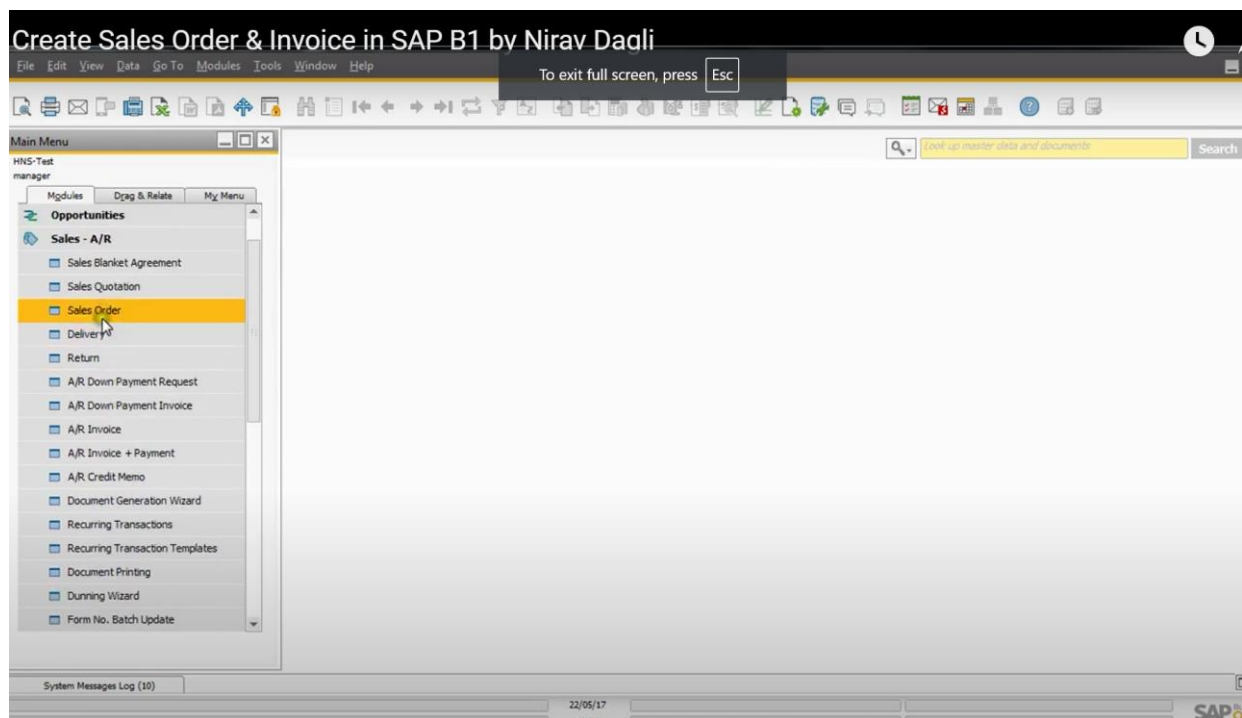 Create Sales Order & Invoice in SAP B1 by Nirav Dagli
File Edit View Data Go To Modules Tools Window Help
To exit full screen, press Esc
Main Menu
Look up master data and documents Search
HNS-Test
manager
Modules Drag & Relate My Menu
Opportunities
Sales - A/R
Sales Blanket Agreement
Sales Quotation
Sales Order
Delivery
Return
A/R Down Payment Request
A/R Down Payment Invoice
A/R Invoice
A/R Invoice + Payment
A/R Credit Memo
Document Generation Wizard
Recurring Transactions
Recurring Transaction Templates
Document Printing
Dunning Wizard
Form No. Batch Update
System Messages Log (10)
22/05/17
SAP